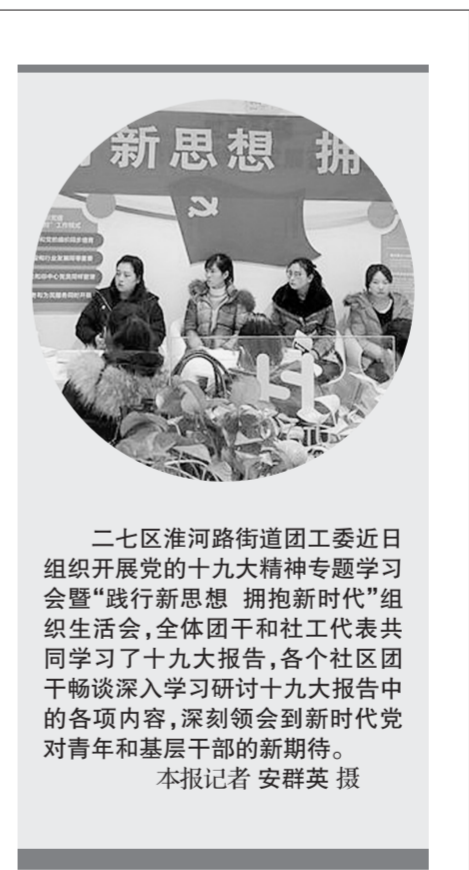 新思想 拥
二七区淮河路街道团工委近日
组织开展党的十九大精神专题学习
会暨“践行新思想 拥抱新时代”组
织生活会,全体团干和社工代表共
同学习了十九大报告,各个社区团
干畅谈深入学习研讨十九大报告中
的各项内容,深刻领会到新时代党
对青年和基层干部的新期待。
本报记者 安群英 摄